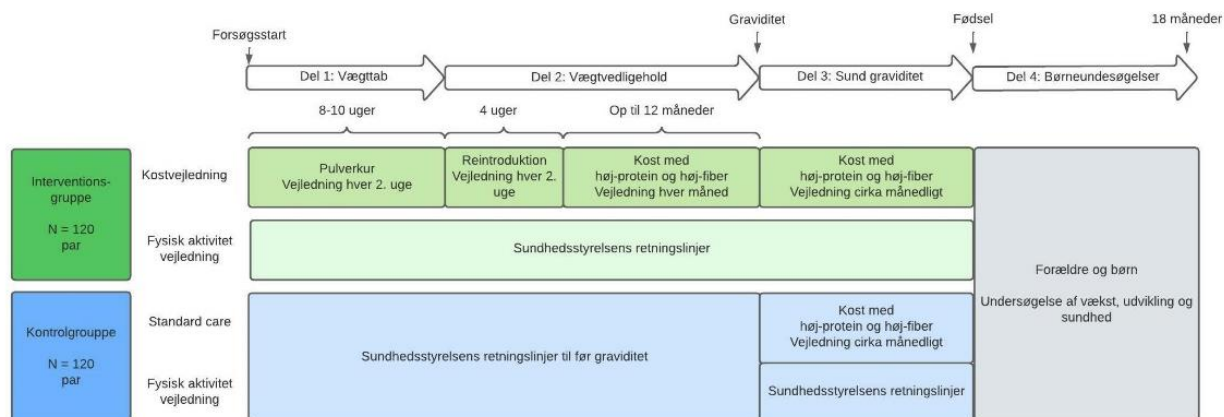 Forsøgsstart
Graviditet
Fødsel
18 måneder
Del 1: Vægttab
Del 2: Vægtvedligehold
Del 3: Sund graviditet
Del 4: Børneundesøgelser
8-10 uger
4 uger
Op til 12 måneder
Interventions-
gruppe
N = 120
par
Kostvejledning
Pulverkur
Vejledning hver 2. uge
Reintroduktion
Vejledning hver 2.
uge
Kost med
høj-protein og høj-fiber
Vejledning hver måned
Kost med
høj-protein og høj-fiber
Vejledning cirka månedligt
Fysisk aktivitet
vejledning
Sundhedsstyrelsens retningslinjer
Forældre og børn
Undersøgelse af vækst, udvikling og
sundhed
Kontrolgrouppe
N = 120
par
Standard care
Sundhedsstyrelsens retningslinjer til før graviditet
Kost med
høj-protein og høj-fiber
Vejledning cirka månedligt
Fysisk aktivitet
vejledning
Sundhedsstyrelsens retningslinjer